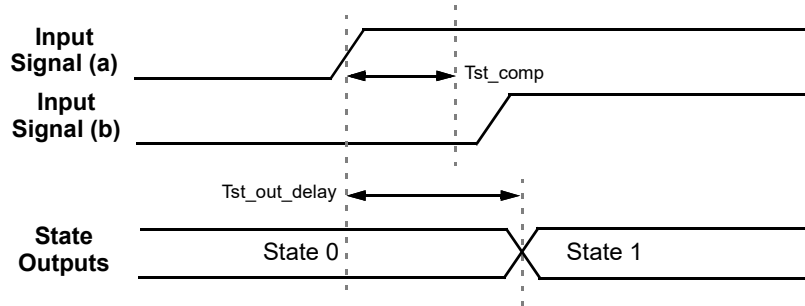 Input
Signal (a)
Tst_comp
Input
Signal (b)
Tst_out_delay
State
Outputs
State 0
State 1